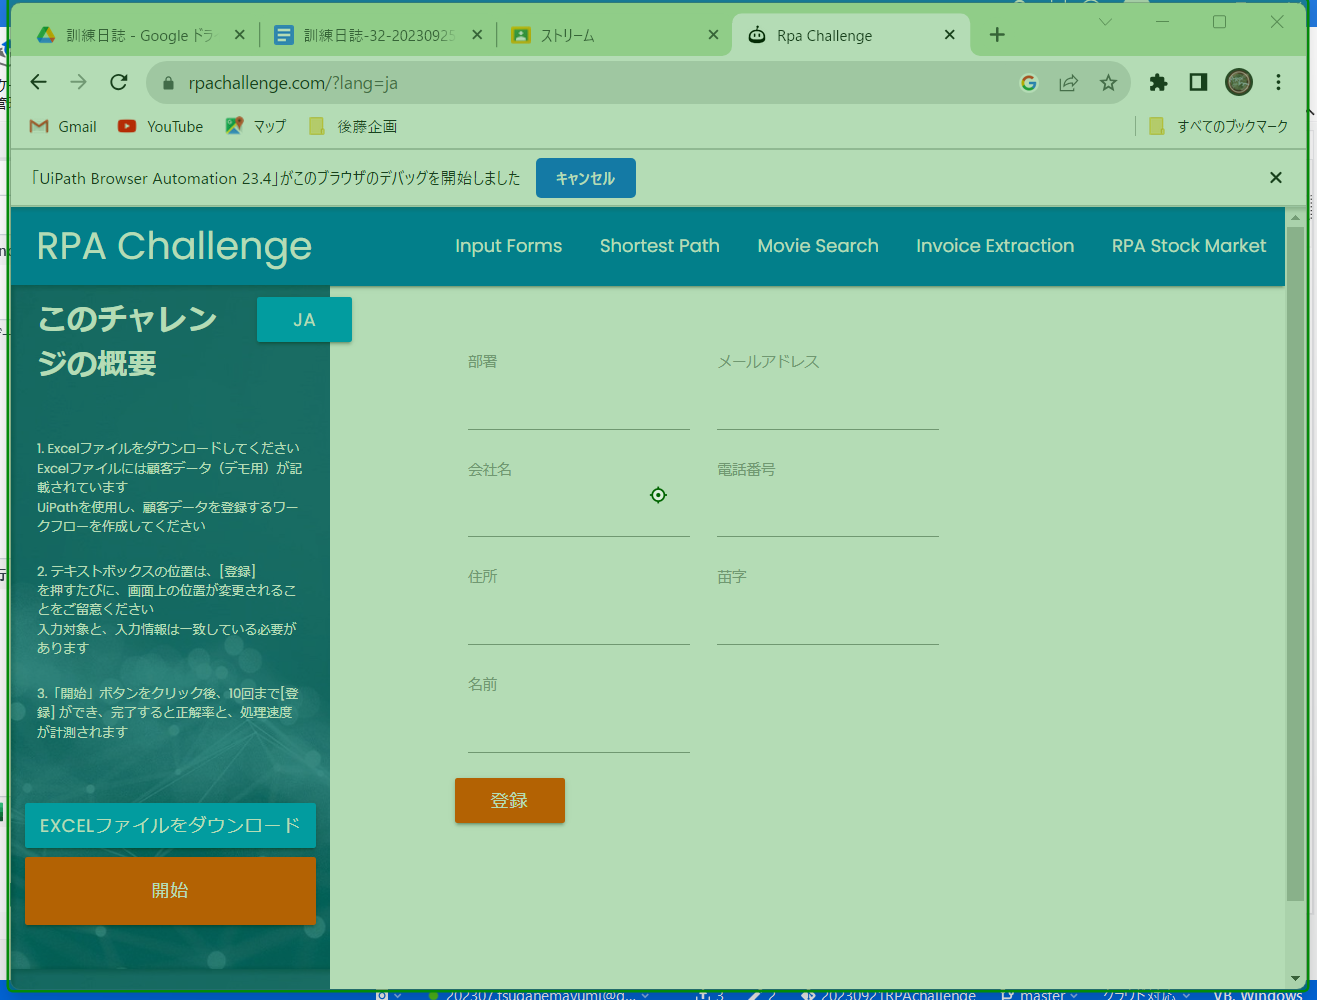 訓練日誌 - Google ドライ
訓練日誌-32-20230925
ストリーム
Rpa Challenge
rpachallenge.com/?lang=ja
Gmail
YouTube
マップ
後藤企画
すべてのブックマーク
「UiPath Browser Automation 23.4」がこのブラウザのデバッグを開始しました
キャンセル
RPA Challenge
Input Forms
Shortest Path
Movie Search
Invoice Extraction
RPA Stock Market
このチャレン
ジの概要
JA
1. Excelファイルをダウンロードしてください
Excelファイルには顧客データ（デモ用）が記
載されています
UiPathを使用し、顧客データを登録するワー
クフローを作成してください
2. テキストボックスの位置は、[登録]
を押すたびに、画面上の位置が変更されるこ
とをご留意ください
入力対象と、入力情報は一致している必要が
あります
3.「開始」ボタンをクリック後、10回まで[登
録] ができ、完了すると正解率と、処理速度
が計測されます
EXCELファイルをダウンロード
開始
部署
メールアドレス
会社名
電話番号
住所
苗字
名前
登録
202307.tsuganemayumi@g...
3
2
20230921RPAchallenge
master
クラウド対応
VB, Windows